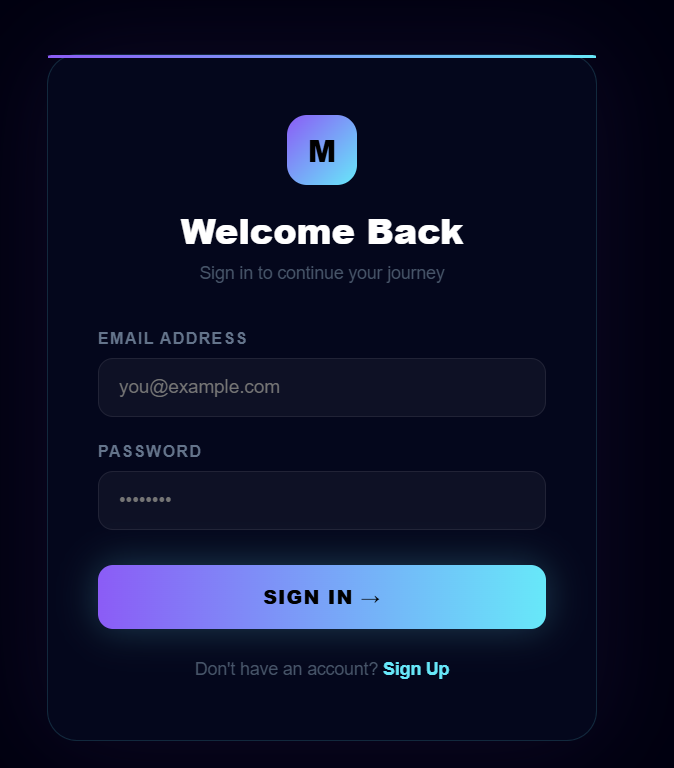 M
Welcome Back
Sign in to continue your journey
EMAIL ADDRESS
you@example.com
PASSWORD
••••••••
SIGN IN →
Don't have an account? Sign Up